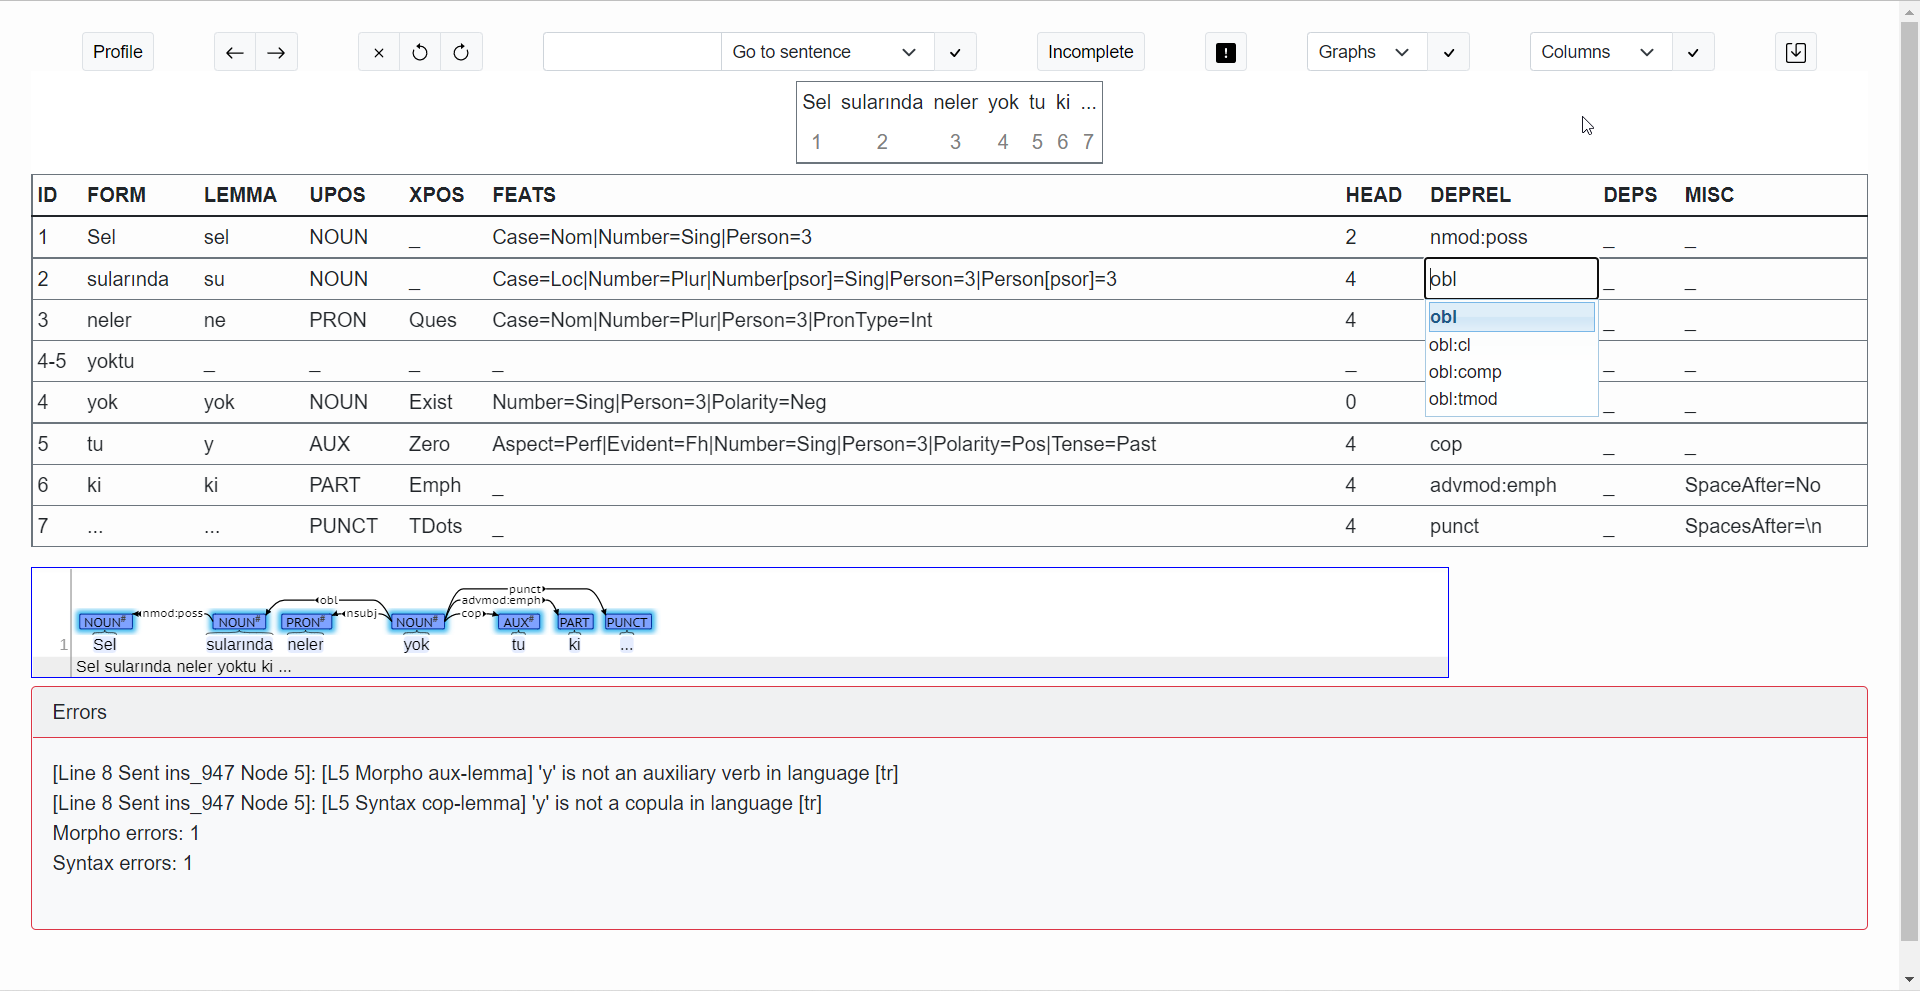 Profile ← → × Go to sentence Incomplete ! Graphs Columns
Sel sularında neler yok tu ki ...
1 2 3 4 5 6 7
ID FORM LEMMA UPOS XPOS FEATS HEAD DEPREL DEPS MISC
1 Sel sel NOUN _ Case=Nom|Number=Sing|Person=3 2 nmod:poss _ _
2 sularında su NOUN _ Case=Loc|Number=Plur|Number[psor]=Sing|Person=3|Person[psor]=3 4 obl _ _
obl
obl:cl
obl:comp
obl:tmod
3 neler ne PRON Ques Case=Nom|Number=Plur|Person=3|PronType=Int 4 _ _
4-5 yoktu _ _ _ _ _ _ _
4 yok yok NOUN Exist Number=Sing|Person=3|Polarity=Neg 0 _ _
5 tu y AUX Zero Aspect=Perf|Evident=Fh|Number=Sing|Person=3|Polarity=Pos|Tense=Past 4 cop _ _
6 ki ki PART Emph _ 4 advmod:emph _ SpaceAfter=No
7 ... ... PUNCT TDots _ 4 punct _ SpacesAfter=\n
punct
obl advmod:emph
nmod:poss nsubj cop
NOUN# NOUN# PRON# NOUN# AUX# PART PUNCT
1 Sel sularında neler yok tu ki ...
Sel sularında neler yoktu ki ...
Errors
[Line 8 Sent ins_947 Node 5]: [L5 Morpho aux-lemma] 'y' is not an auxiliary verb in language [tr]
[Line 8 Sent ins_947 Node 5]: [L5 Syntax cop-lemma] 'y' is not a copula in language [tr]
Morpho errors: 1
Syntax errors: 1